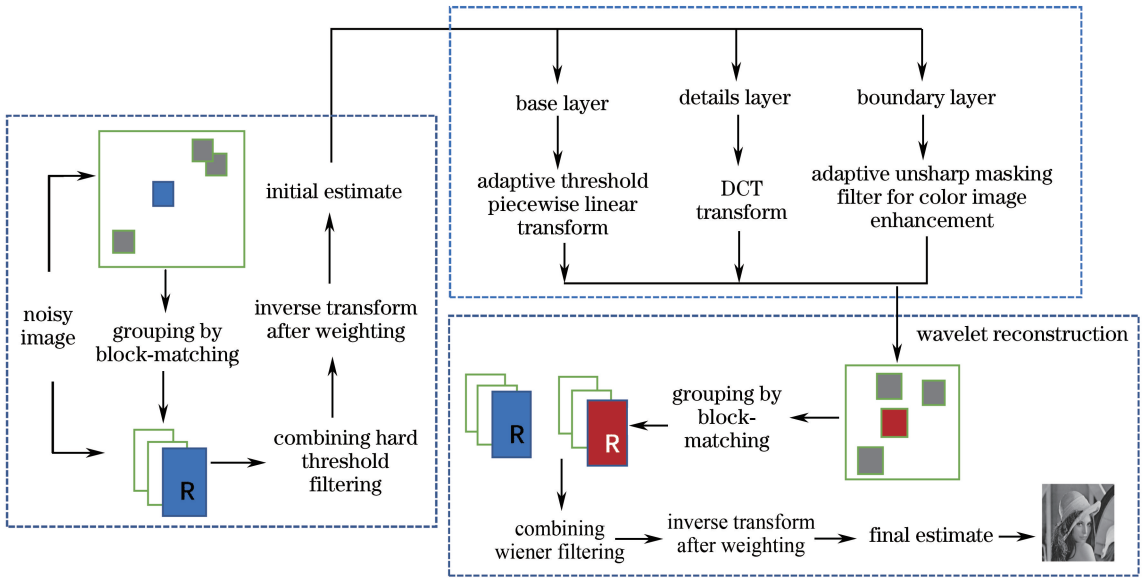 noisy
image
grouping by
block-matching
R
combining hard
threshold
filtering
inverse transform
after weighting
initial estimate
base layer
adaptive threshold
piecewise linear
transform
details layer
DCT
transform
boundary layer
adaptive unsharp masking
filter for color image
enhancement
wavelet reconstruction
grouping by
block-
matching
R
R
combining
wiener filtering
inverse transform
after weighting
final estimate